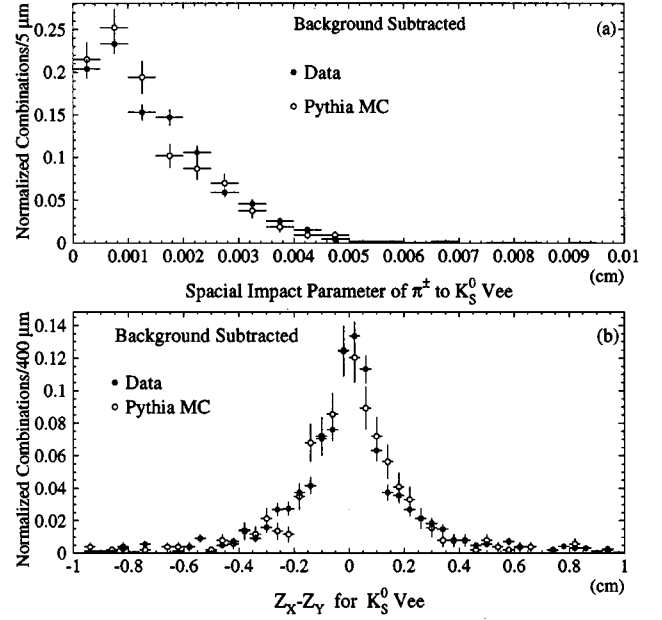 Normalized Combinations/5 μm
0.25
0.2
0.15
0.1
0.05
0
Background Subtracted
(a)
Data
Pythia MC
0 0.001 0.002 0.003 0.004 0.005 0.006 0.007 0.008 0.009 0.01
(cm)
Spacial Impact Parameter of π± to K⁰S Vee
Normalized Combinations/400 μm
0.14
0.12
0.1
0.08
0.06
0.04
0.02
0
Background Subtracted
(b)
Data
Pythia MC
-1 -0.8 -0.6 -0.4 -0.2 0 0.2 0.4 0.6 0.8 1
(cm)
ZX-ZY for K⁰S Vee